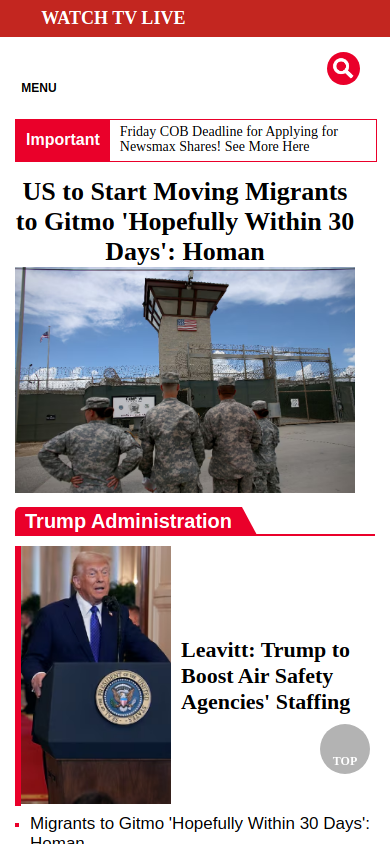 WATCH TV LIVE
MENU
Important
Friday COB Deadline for Applying for
Newsmax Shares! See More Here
US to Start Moving Migrants
to Gitmo 'Hopefully Within 30
Days': Homan
Trump Administration
Leavitt: Trump to
Boost Air Safety
Agencies' Staffing
TOP
Migrants to Gitmo 'Hopefully Within 30 Days':
Homan